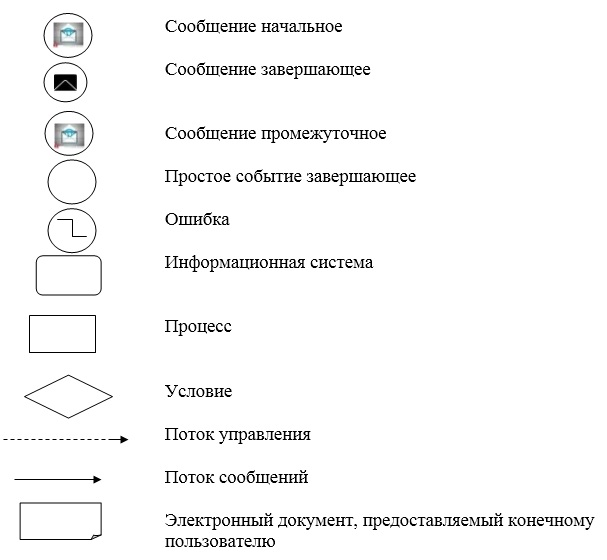 Сообщение начальное
Сообщение завершающее
Сообщение промежуточное
Простое событие завершающее
Ошибка
Информационная система
Процесс
Условие
Поток управления
Поток сообщений
Электронный документ, предоставляемый конечному
пользователю